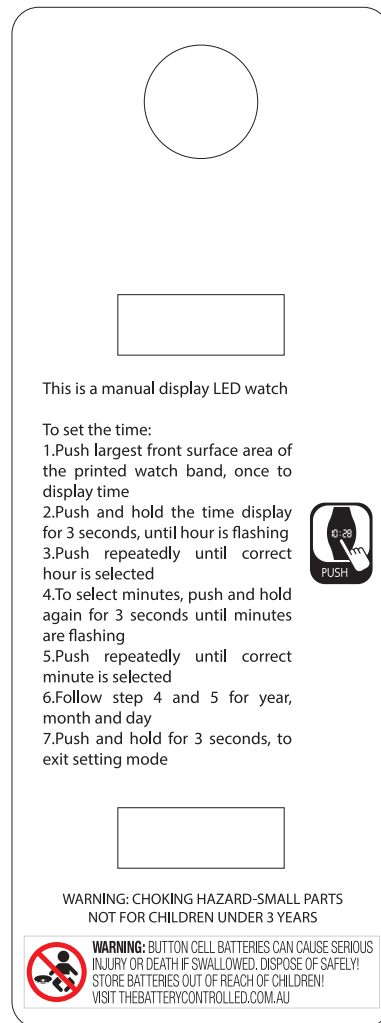 This is a manual display LED watch
To set the time:
1.Push largest front surface area of
the printed watch band, once to
display time
2.Push and hold the time display
for 3 seconds, until hour is flashing
3.Push repeatedly until correct
hour is selected
4.To select minutes, push and hold
again for 3 seconds until minutes
are flashing
5.Push repeatedly until correct
minute is selected
6.Follow step 4 and 5 for year,
month and day
7.Push and hold for 3 seconds, to
exit setting mode
10:28
PUSH
WARNING: CHOKING HAZARD-SMALL PARTS
NOT FOR CHILDREN UNDER 3 YEARS
WARNING: BUTTON CELL BATTERIES CAN CAUSE SERIOUS
INJURY OR DEATH IF SWALLOWED. DISPOSE OF SAFELY!
STORE BATTERIES OUT OF REACH OF CHILDREN!
VISIT THEBATTERYCONTROLLED.COM.AU